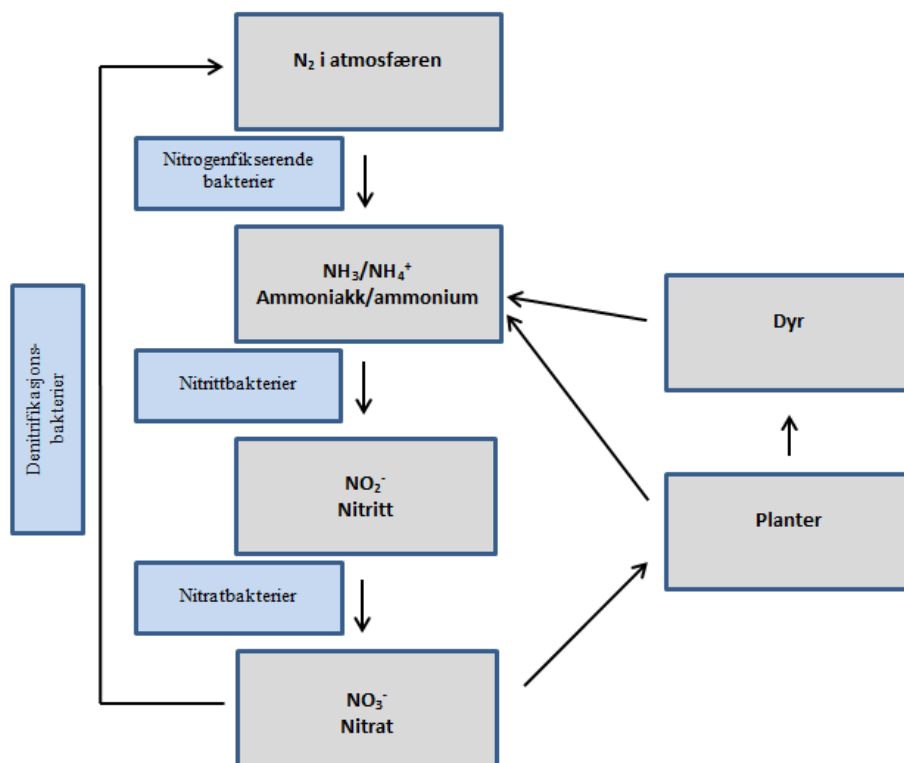 N₂ i atmosfæren
Nitrogenfikserende
bakterier
NH₃/NH₄⁺
Ammoniakk/ammonium
Dyr
Nitrittbakterier
Denitrifikasjons-
bakterier
NO₂⁻
Nitritt
Planter
Nitratbakterier
NO₃⁻
Nitrat